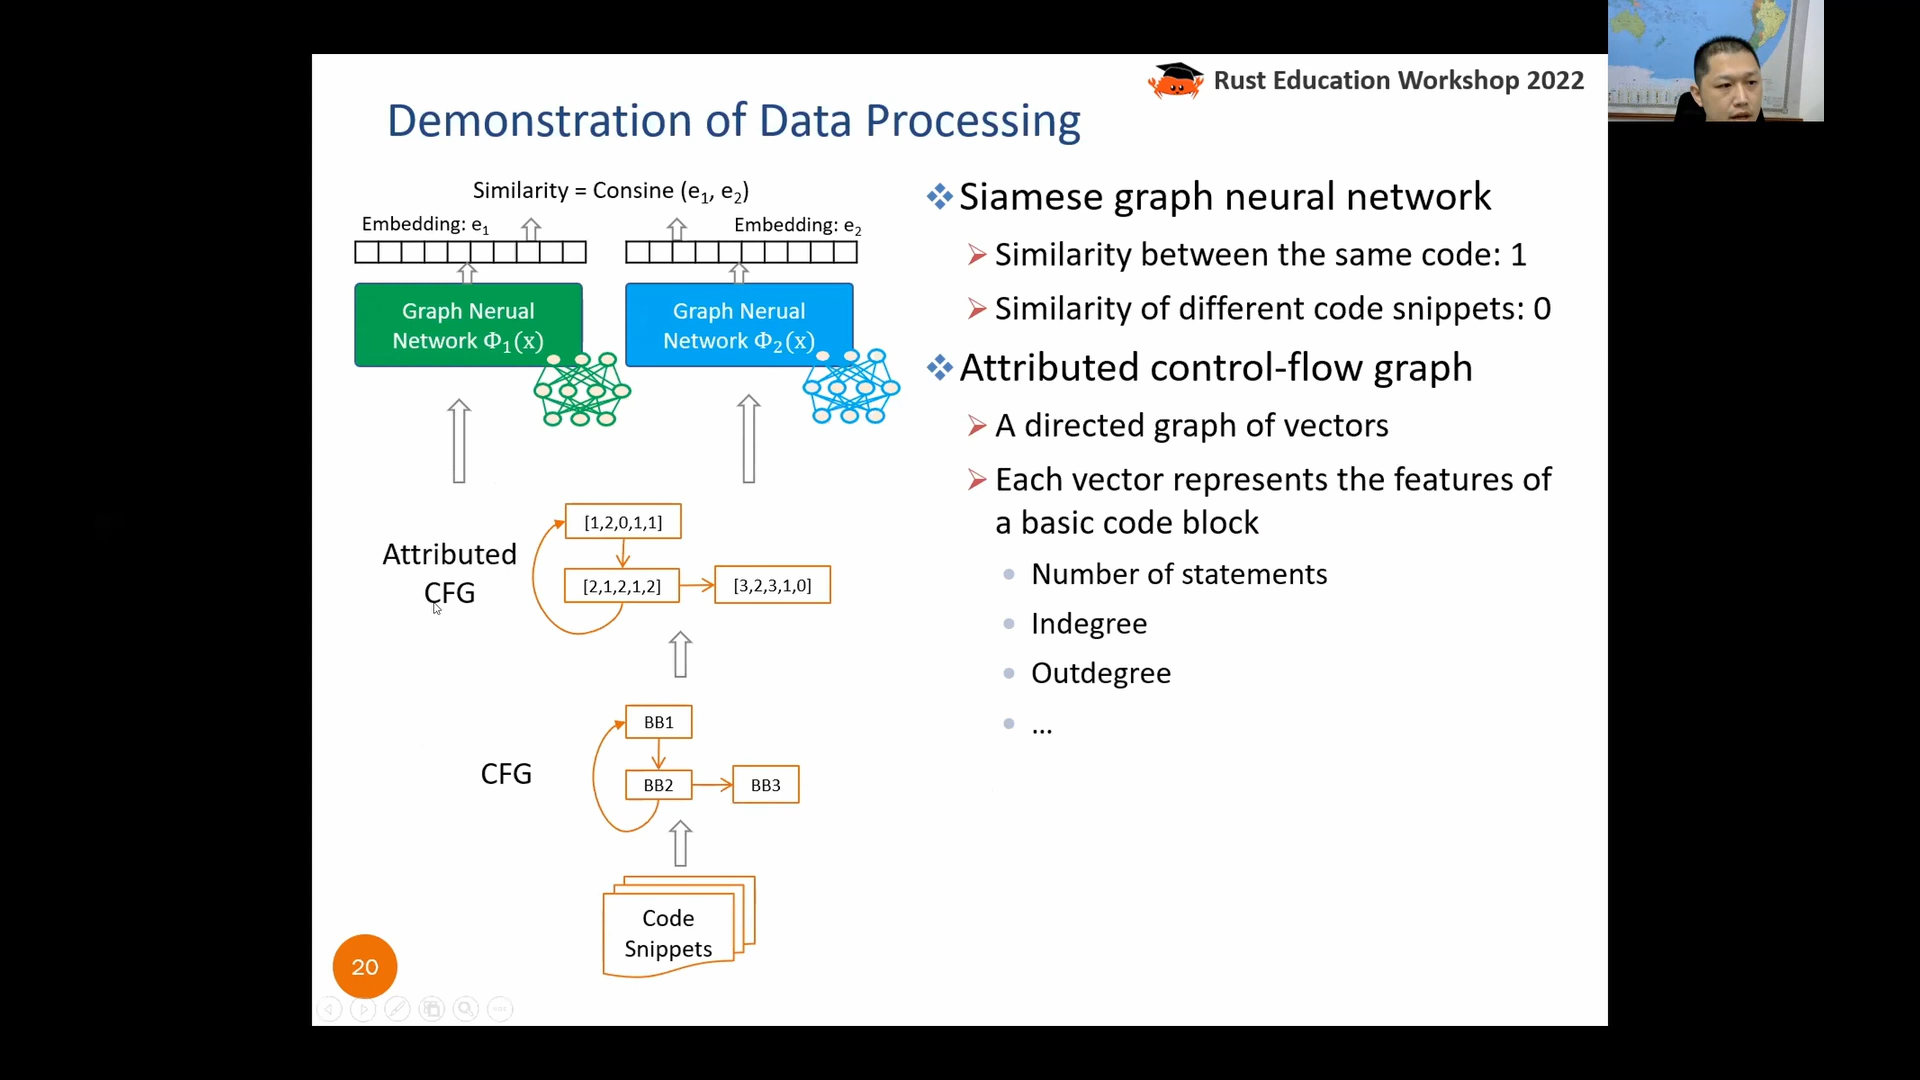 Rust Education Workshop 2022
Demonstration of Data Processing
Similarity = Consine (e1, e2)
Embedding: e1
Embedding: e2
Graph Nerual
Network Φ1(x)
Graph Nerual
Network Φ2(x)
Attributed
CFG
[1,2,0,1,1]
[2,1,2,1,2]
[3,2,3,1,0]
CFG
BB1
BB2
BB3
Code
Snippets
20
Siamese graph neural network
Similarity between the same code: 1
Similarity of different code snippets: 0
Attributed control-flow graph
A directed graph of vectors
Each vector represents the features of
a basic code block
Number of statements
Indegree
Outdegree
...